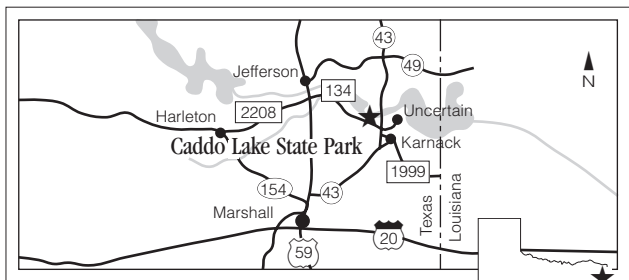 43
Jefferson
49
N
134
2208
Uncertain
Harleton
Caddo Lake State Park
Karnack
1999
154
43
Marshall
Texas
Louisiana
20
59